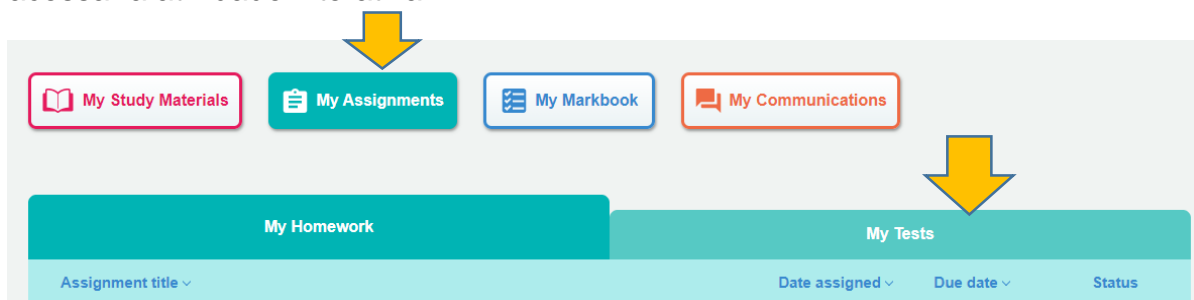 My Study Materials
My Assignments
My Markbook
My Communications
My Homework
My Tests
Assignment title
Date assigned
Due date
Status